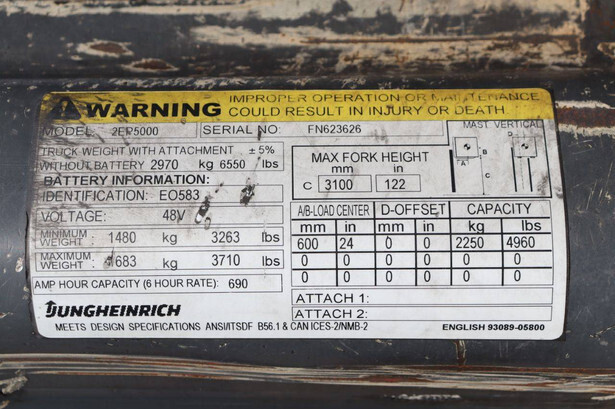 WARNING IMPROPER OPERATION OR MAINTENANCE
COULD RESULT IN INJURY OR DEATH
MODEL: 2EP5000 SERIAL NO: FN623626
TRUCK WEIGHT WITH ATTACHMENT ± 5%
WITHOUT BATTERY 2970 kg 6550 lbs
BATTERY INFORMATION:
IDENTIFICATION: EO583
VOLTAGE: 48V
MINIMUM WEIGHT : 1480 kg 3263 lbs
MAXIMUM WEIGHT : 1683 kg 3710 lbs
AMP HOUR CAPACITY (6 HOUR RATE): 690
MAST VERTICAL
A B C
MAX FORK HEIGHT
mm in
C 3100 122
A/B-LOAD CENTER D-OFFSET CAPACITY
mm in mm in kg lbs
600 24 0 0 2250 4960
0 0 0 0 0 0
0 0 0 0 0 0
ATTACH 1:
ATTACH 2:
JUNGHEINRICH
MEETS DESIGN SPECIFICATIONS ANSI/ITSDF B56.1 & CAN ICES-2/NMB-2 ENGLISH 93089-05800